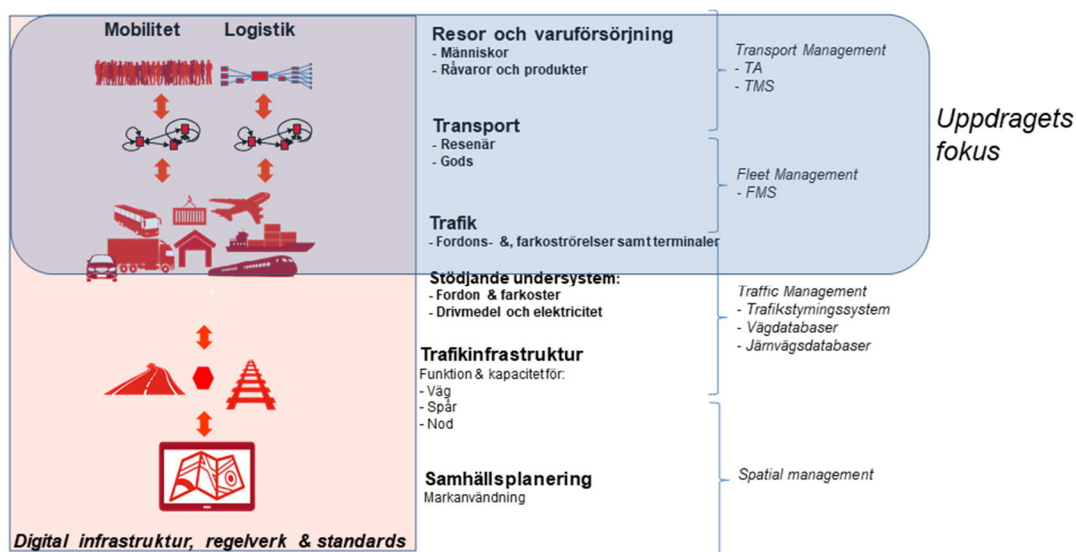 Mobilitet
Logistik
Resor och varuförsörjning
- Människor
- Råvaror och produkter
Transport
- Resenär
- Gods
Trafik
- Fordons- &, farkoströrelser samt terminaler
Stödjande undersystem:
- Fordon & farkoster
- Drivmedel och elektricitet
Trafikinfrastruktur
Funktion & kapacitet för:
- Väg
- Spår
- Nod
Samhällsplanering
Markanvändning
Transport Management
- TA
- TMS
Fleet Management
- FMS
Traffic Management
- Trafikstyrningssystem
- Vägdatabaser
- Järnvägsdatabaser
Spatial management
Uppdragets
fokus
Digital infrastruktur, regelverk & standards